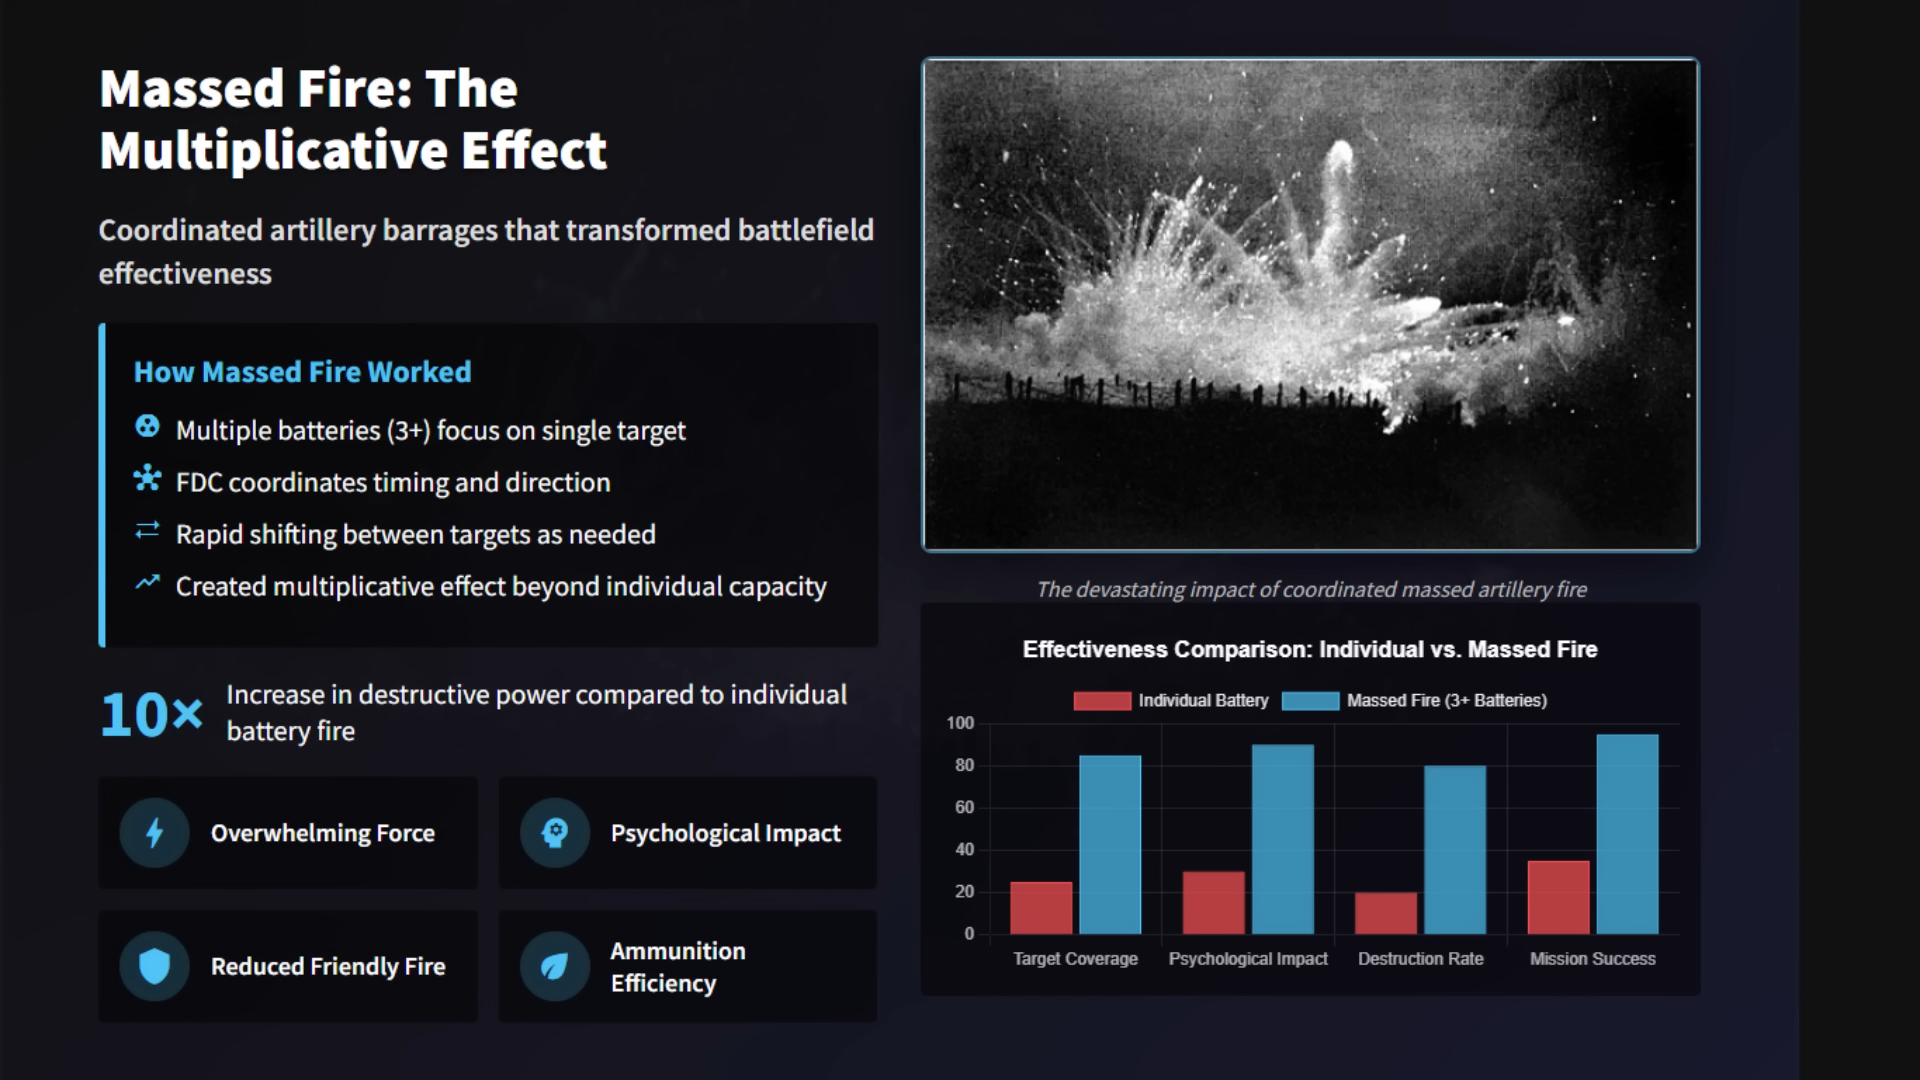 Massed Fire: The
Multiplicative Effect
Coordinated artillery barrages that transformed battlefield
effectiveness
How Massed Fire Worked
Multiple batteries (3+) focus on single target
FDC coordinates timing and direction
Rapid shifting between targets as needed
Created multiplicative effect beyond individual capacity
10×
Increase in destructive power compared to individual
battery fire
Overwhelming Force
Psychological Impact
Reduced Friendly Fire
Ammunition
Efficiency
The devastating impact of coordinated massed artillery fire
Effectiveness Comparison: Individual vs. Massed Fire
Individual Battery
Massed Fire (3+ Batteries)
100
80
60
40
20
0
Target Coverage
Psychological Impact
Destruction Rate
Mission Success